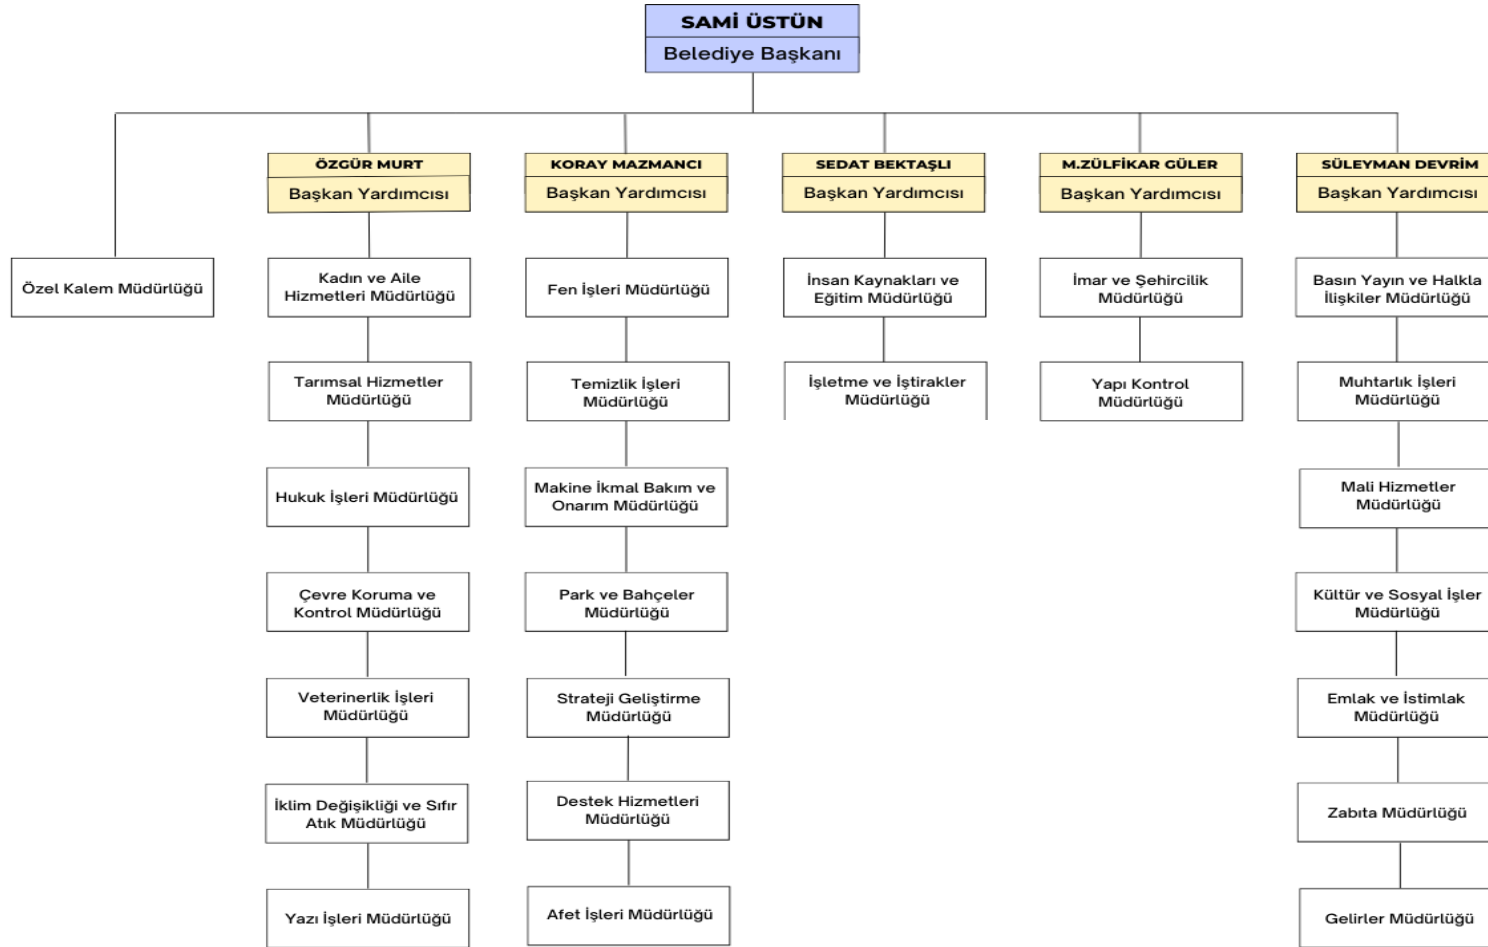 SAMİ ÜSTÜN
Belediye Başkanı
ÖZGÜR MURT
Başkan Yardımcısı
KORAY MAZMANCI
Başkan Yardımcısı
SEDAT BEKTAŞLI
Başkan Yardımcısı
M.ZÜLFİKAR GÜLER
Başkan Yardımcısı
SÜLEYMAN DEVRİM
Başkan Yardımcısı
Özel Kalem Müdürlüğü
Kadın ve Aile
Hizmetleri Müdürlüğü
Fen İşleri Müdürlüğü
İnsan Kaynakları ve
Eğitim Müdürlüğü
İmar ve Şehircilik
Müdürlüğü
Basın Yayın ve Halkla
İlişkiler Müdürlüğü
Tarımsal Hizmetler
Müdürlüğü
Temizlik İşleri
Müdürlüğü
İşletme ve İştirakler
Müdürlüğü
Yapı Kontrol
Müdürlüğü
Muhtarlık İşleri
Müdürlüğü
Hukuk İşleri Müdürlüğü
Makine İkmal Bakım ve
Onarım Müdürlüğü
Mali Hizmetler
Müdürlüğü
Çevre Koruma ve
Kontrol Müdürlüğü
Park ve Bahçeler
Müdürlüğü
Kültür ve Sosyal İşler
Müdürlüğü
Veterinerlik İşleri
Müdürlüğü
Strateji Geliştirme
Müdürlüğü
Emlak ve İstimlak
Müdürlüğü
İklim Değişikliği ve Sıfır
Atık Müdürlüğü
Destek Hizmetleri
Müdürlüğü
Zabıta Müdürlüğü
Yazı İşleri Müdürlüğü
Afet İşleri Müdürlüğü
Gelirler Müdürlüğü